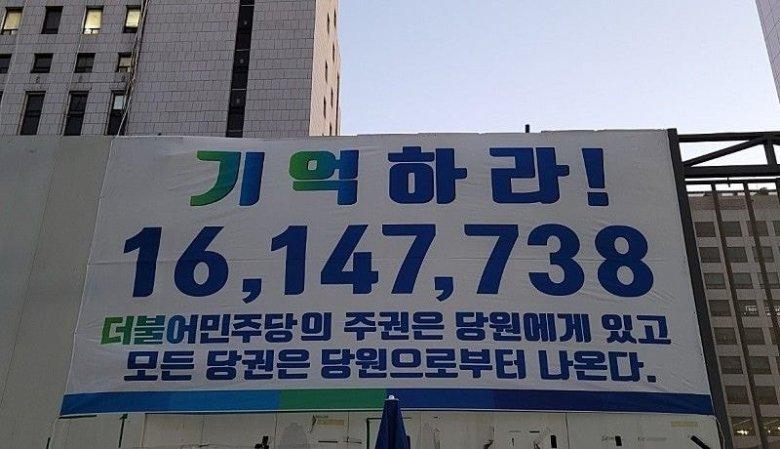 기억하라!
16,147,738
더불어민주당의 주권은 당원에게 있고
모든 당권은 당원으로부터 나온다.